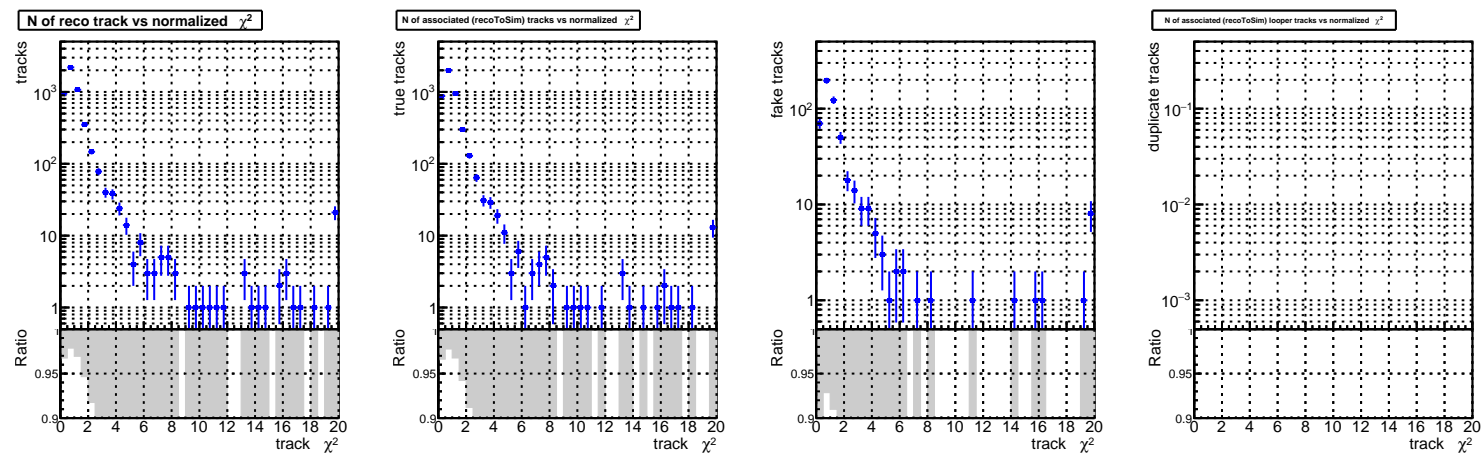 N of reco track vs normalized χ²
tracks
10³
10²
10
1
Ratio
1
0.95
0.9
0 2 4 6 8 10 12 14 16 18 20
track χ²
N of associated (recoToSim) tracks vs normalized χ²
true tracks
10³
10²
10
1
Ratio
1
0.95
0.9
0 2 4 6 8 10 12 14 16 18 20
track χ²
fake tracks
10²
10
1
Ratio
1
0.95
0.9
0 2 4 6 8 10 12 14 16 18 20
track χ²
N of associated (recoToSim) looper tracks vs normalized χ²
duplicate tracks
10⁻¹
10⁻²
10⁻³
Ratio
1
0.95
0.9
0 2 4 6 8 10 12 14 16 18 20
track χ²